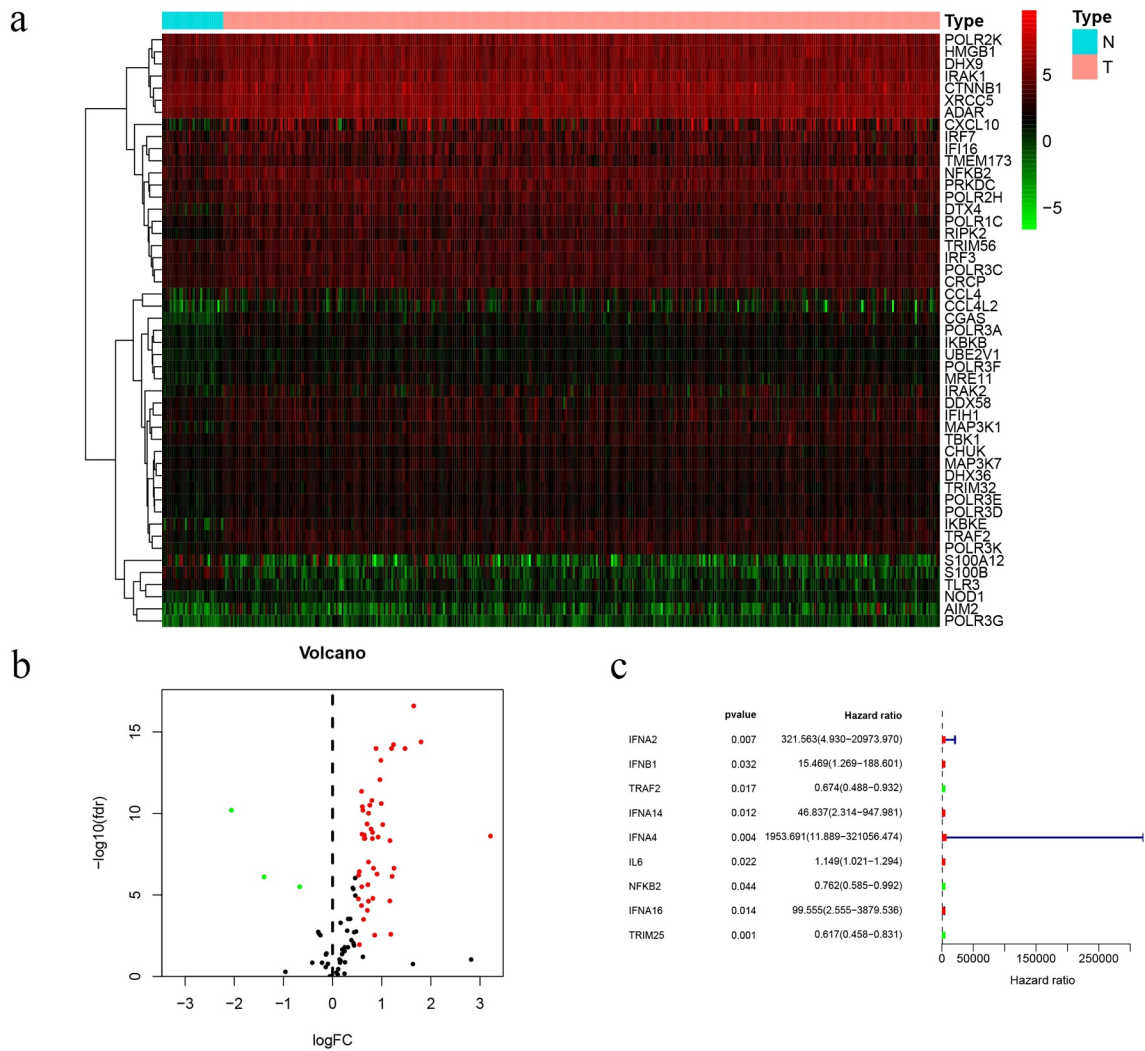 a
Type
POLR2K
HMGB1
DHX9
IRAK1
CTNNB1
XRCC5
ADAR
CXCL10
IRF7
IFI16
TMEM173
NFKB2
PRKDC
POLR2H
DTX4
POLR1C
RIPK2
TRIM56
IRF3
POLR3C
CRCP
CCL4
CCL4L2
CGAS
POLR3A
IKBKB
UBE2V1
POLR3F
MRE11
IRAK2
DDX58
IFIH1
MAP3K1
TBK1
CHUK
MAP3K7
DHX36
TRIM32
POLR3E
POLR3D
IKBKE
TRAF2
POLR3K
S100A12
S100B
TLR3
NOD1
AIM2
POLR3G
5
0
−5
Type
N
T
b
Volcano
−log10(fdr)
15
10
5
0
−3 −2 −1 0 1 2 3
logFC
c
pvalue Hazard ratio
IFNA2 0.007 321.563(4.930−20973.970)
IFNB1 0.032 15.469(1.269−188.601)
TRAF2 0.017 0.674(0.488−0.932)
IFNA14 0.012 46.837(2.314−947.981)
IFNA4 0.004 1953.691(11.889−321056.474)
IL6 0.022 1.149(1.021−1.294)
NFKB2 0.044 0.762(0.585−0.992)
IFNA16 0.014 99.555(2.555−3879.536)
TRIM25 0.001 0.617(0.458−0.831)
0 50000 150000 250000
Hazard ratio